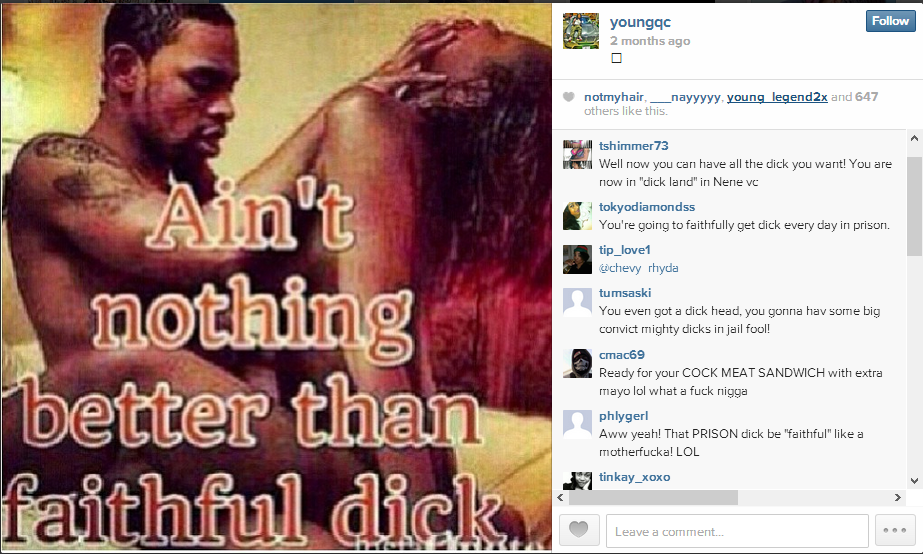 Ain't
nothing
better than
faithful dick
youngqc
2 months ago
Follow
notmyhair, ___nayyyyy, young_legend2x and 647
others like this.
tshimmer73
Well now you can have all the dick you want! You are
now in "dick land" in Nene vc
tokyodiamondss
You're going to faithfully get dick every day in prison.
tip_love1
@chevy_rhyda
tumsaski
You even got a dick head, you gonna hav some big
convict mighty dicks in jail fool!
cmac69
Ready for your COCK MEAT SANDWICH with extra
mayo lol what a fuck nigga
phlygerl
Aww yeah! That PRISON dick be "faithful" like a
motherfucka! LOL
tinkay_xoxo
Leave a comment...